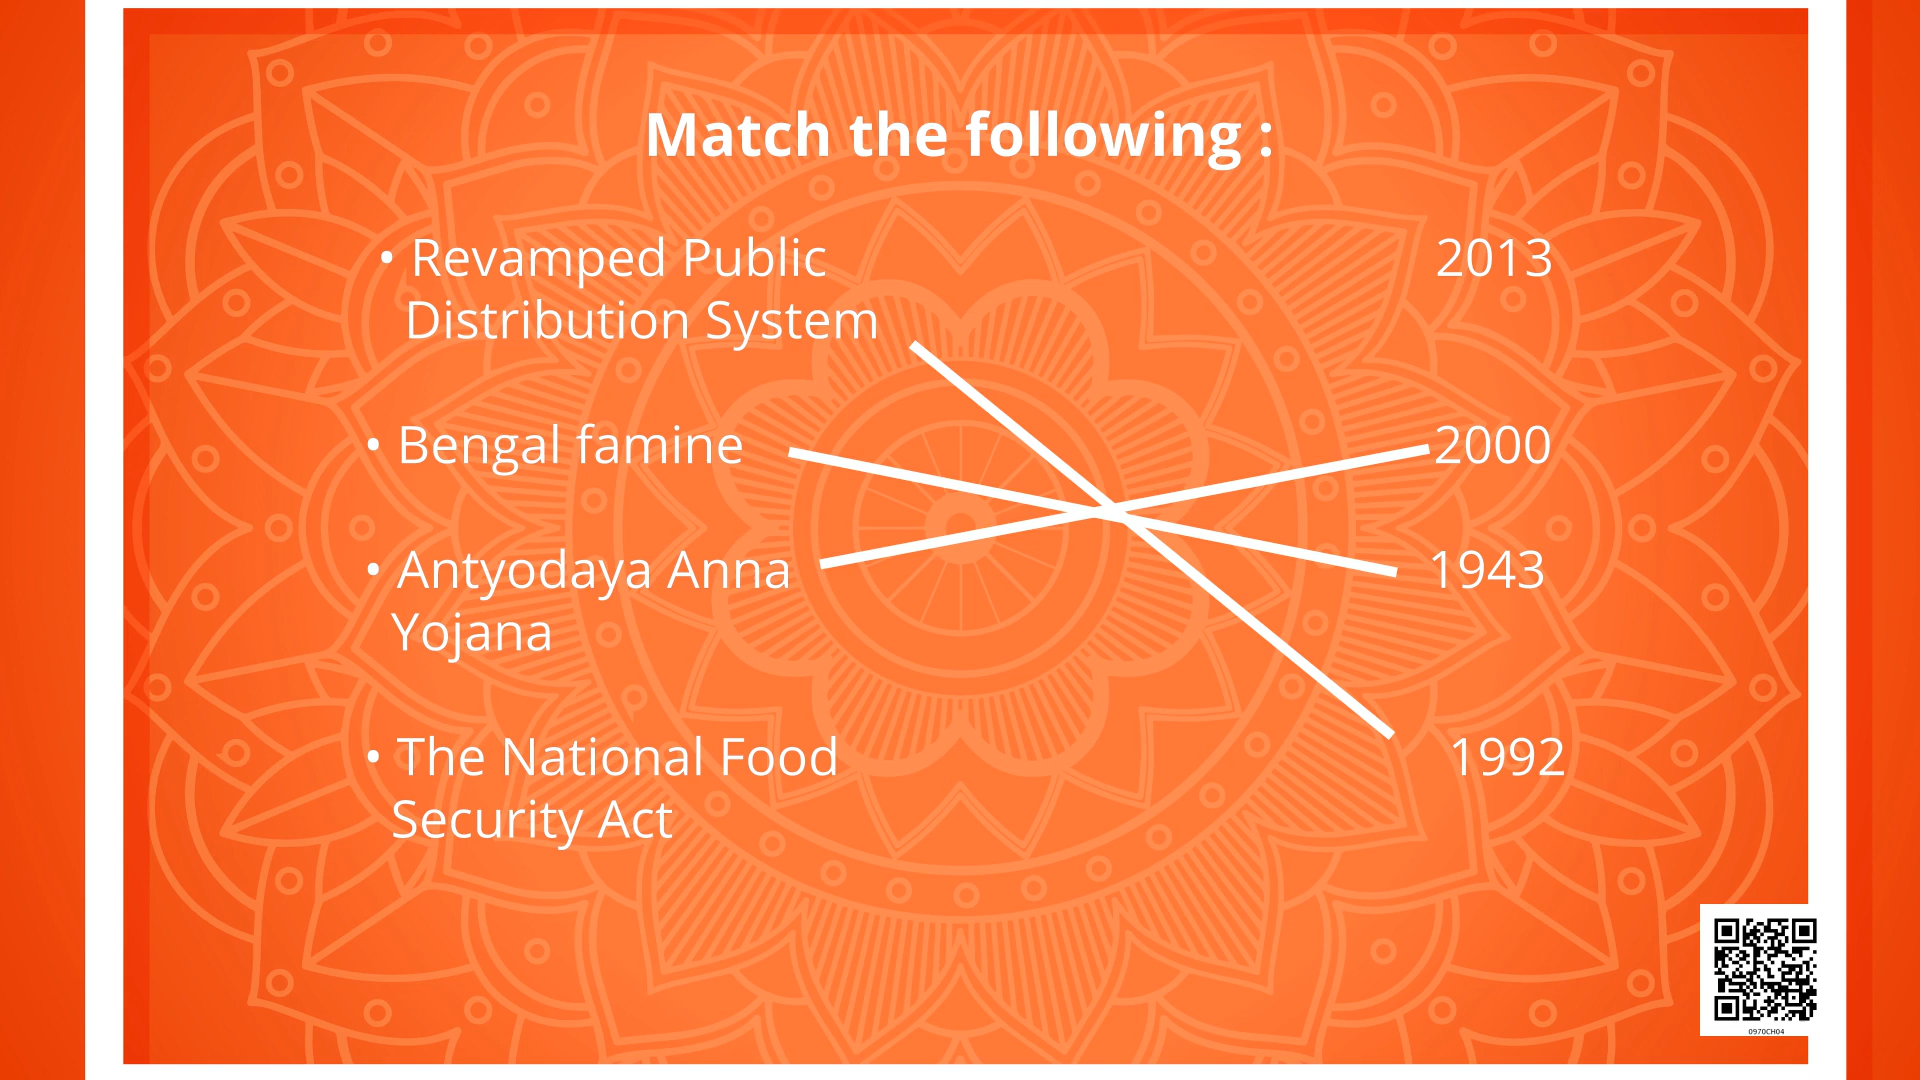 Match the following :
• Revamped Public 2013
Distribution System
• Bengal famine 2000
• Antyodaya Anna 1943
Yojana
• The National Food 1992
Security Act
0970CH04